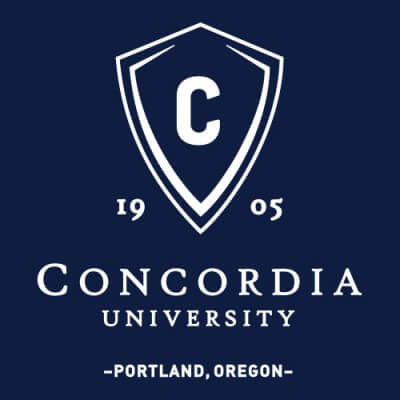 C
19 05
CONCORDIA
UNIVERSITY
–PORTLAND, OREGON–